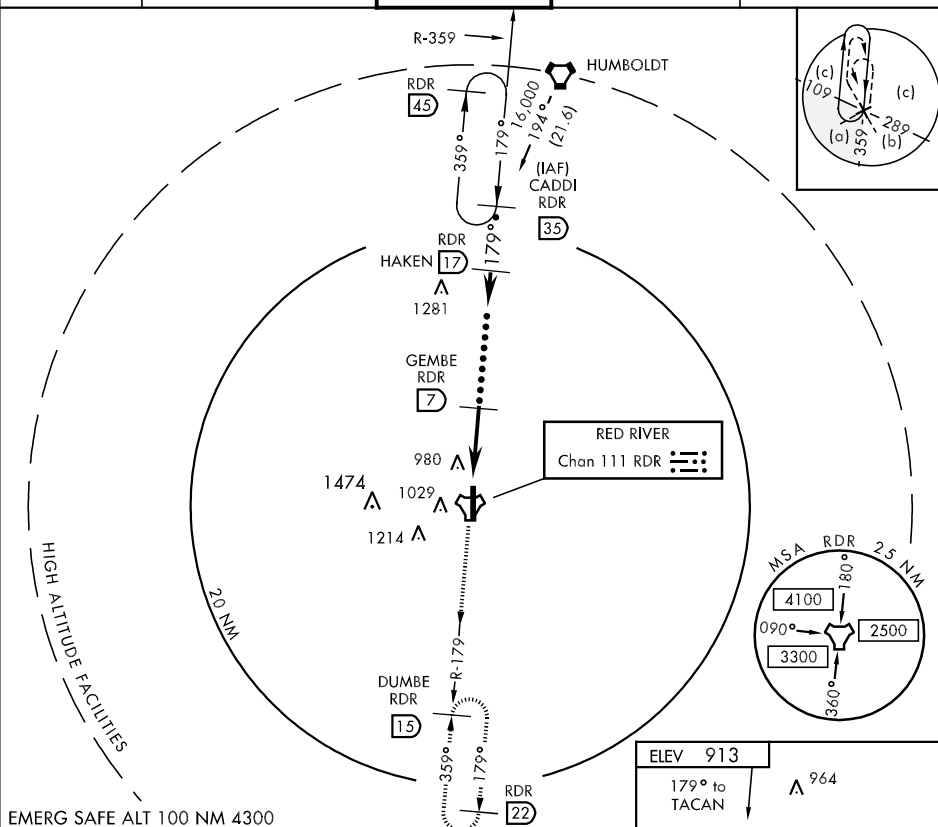 R-359
HUMBOLDT
RDR
45
359°
179°
16,000
194°
(21.6)
(IAF)
CADDI
RDR
35
(c)
109
(c)
289
(a)
359
(b)
179°
RDR
HAKEN 17
1281
GEMBE
RDR
7
RED RIVER
Chan 111 RDR
980
1474
1029
1214
20 NM
HIGH ALTITUDE FACILITIES
R-179
DUMBE
RDR
15
359°
179°
RDR
22
MSA RDR 25 NM
180°
4100
090°
2500
3300
360°
ELEV 913
179° to
TACAN
964
EMERG SAFE ALT 100 NM 4300